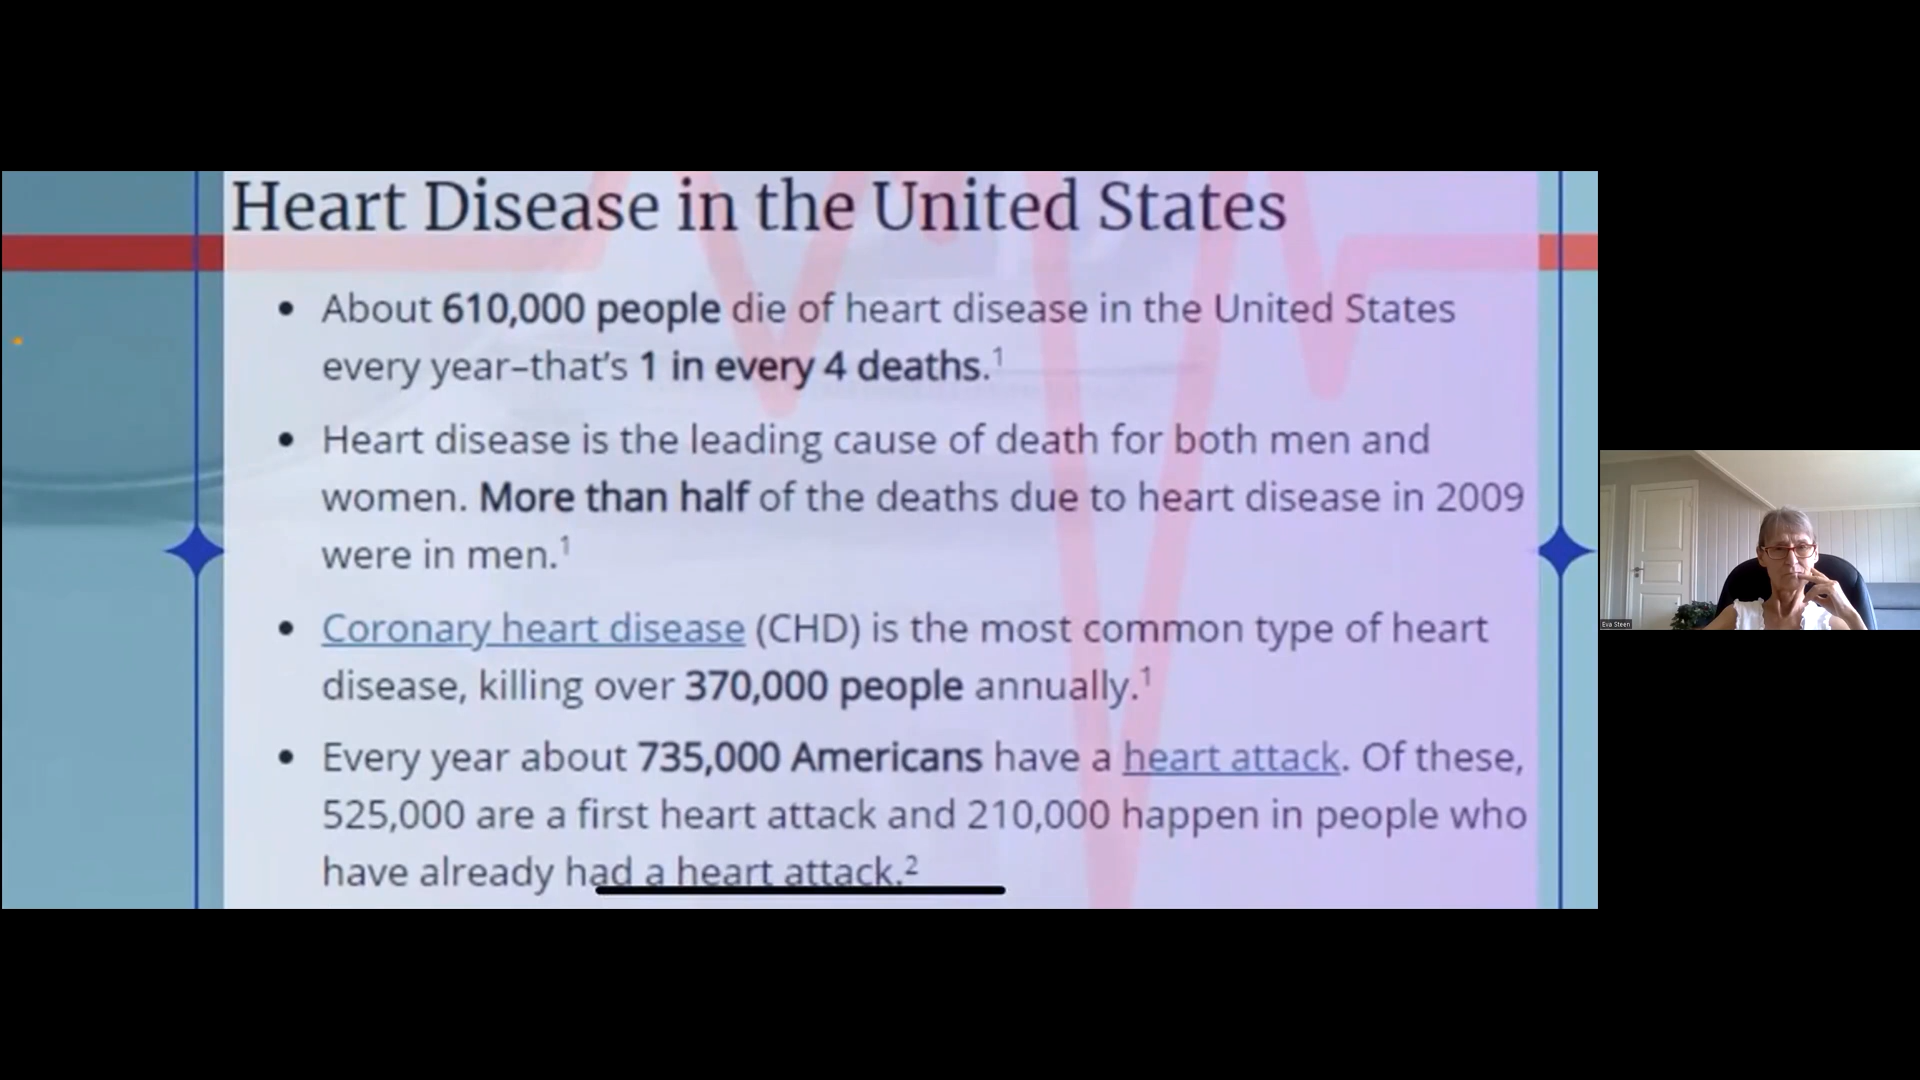 Heart Disease in the United States
• About 610,000 people die of heart disease in the United States
every year–that’s 1 in every 4 deaths.1
• Heart disease is the leading cause of death for both men and
women. More than half of the deaths due to heart disease in 2009
were in men.1
• Coronary heart disease (CHD) is the most common type of heart
disease, killing over 370,000 people annually.1
• Every year about 735,000 Americans have a heart attack. Of these,
525,000 are a first heart attack and 210,000 happen in people who
have already had a heart attack.2
Eva Steen